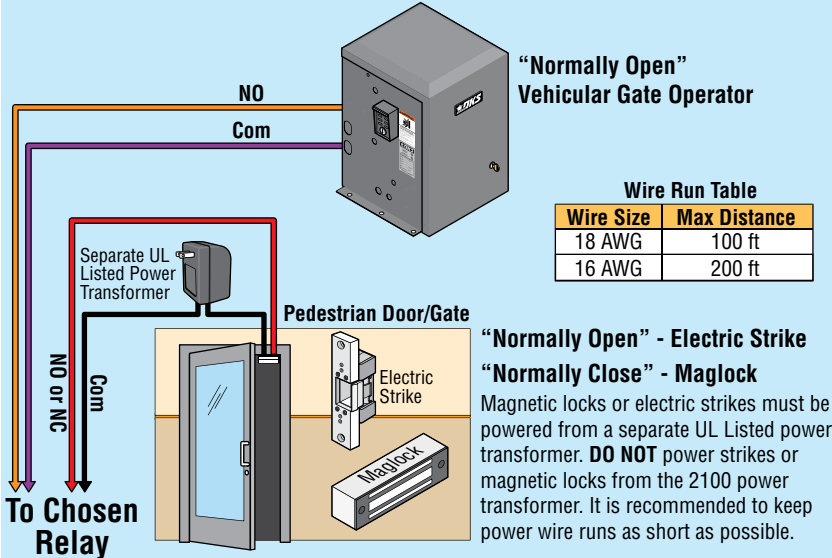 "Normally Open"
Vehicular Gate Operator
DKS
NO
Com
Wire Run Table
Wire Size Max Distance
18 AWG 100 ft
16 AWG 200 ft
Separate UL
Listed Power
Transformer
Pedestrian Door/Gate
Electric
Strike
Maglock
NO or NC
Com
To Chosen
Relay
"Normally Open" - Electric Strike
"Normally Close" - Maglock
Magnetic locks or electric strikes must be
powered from a separate UL Listed power
transformer. DO NOT power strikes or
magnetic locks from the 2100 power
transformer. It is recommended to keep
power wire runs as short as possible.